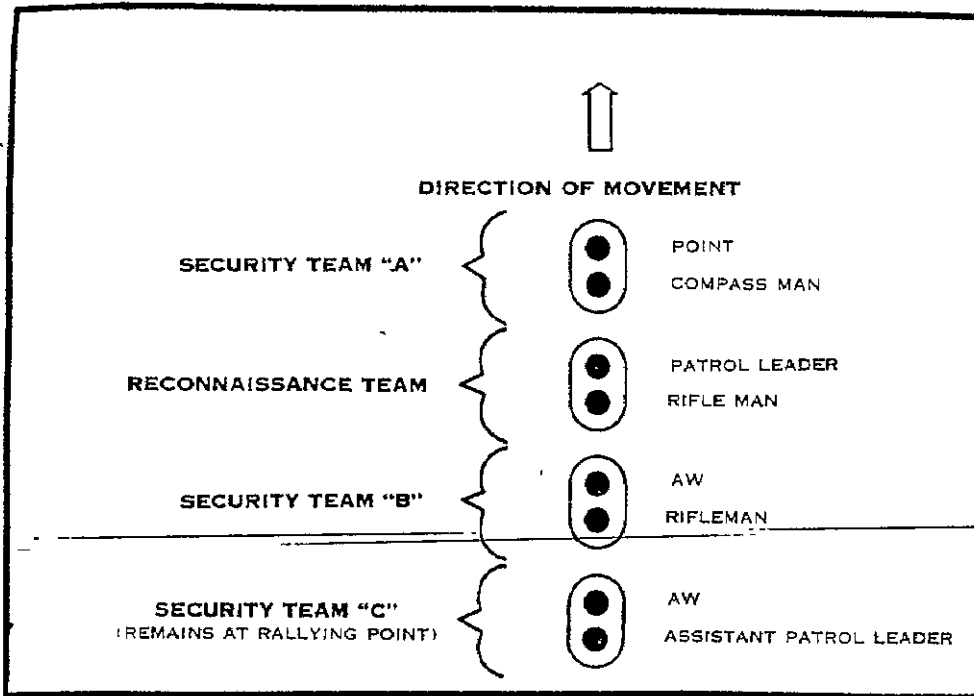 DIRECTION OF MOVEMENT
SECURITY TEAM "A"
POINT
COMPASS MAN
RECONNAISSANCE TEAM
PATROL LEADER
RIFLE MAN
SECURITY TEAM "B"
AW
RIFLEMAN
SECURITY TEAM "C"
(REMAINS AT RALLYING POINT)
AW
ASSISTANT PATROL LEADER